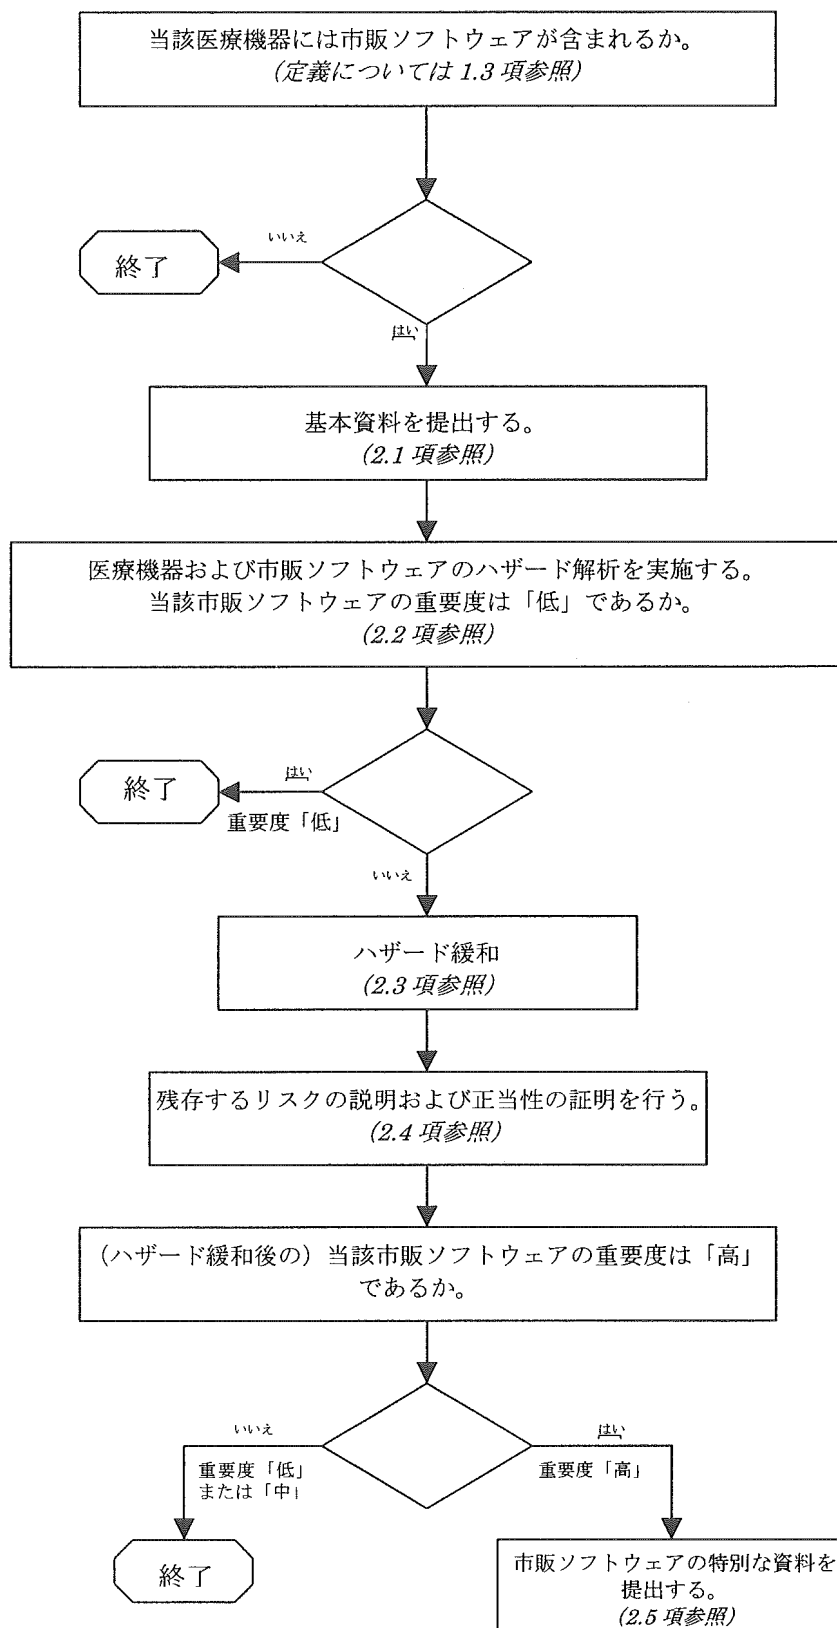 当該医療機器には市販ソフトウェアが含まれるか。
(定義については 1.3 項参照)
いいえ
終了
はい
基本資料を提出する。
(2.1 項参照)
医療機器および市販ソフトウェアのハザード解析を実施する。
当該市販ソフトウェアの重要度は「低」であるか。
(2.2 項参照)
はい
終了
重要度「低」
いいえ
ハザード緩和
(2.3 項参照)
残存するリスクの説明および正当性の証明を行う。
(2.4 項参照)
(ハザード緩和後の) 当該市販ソフトウェアの重要度は「高」
であるか。
いいえ
重要度「低」
または「中」
はい
重要度「高」
終了
市販ソフトウェアの特別な資料を
提出する。
(2.5 項参照)